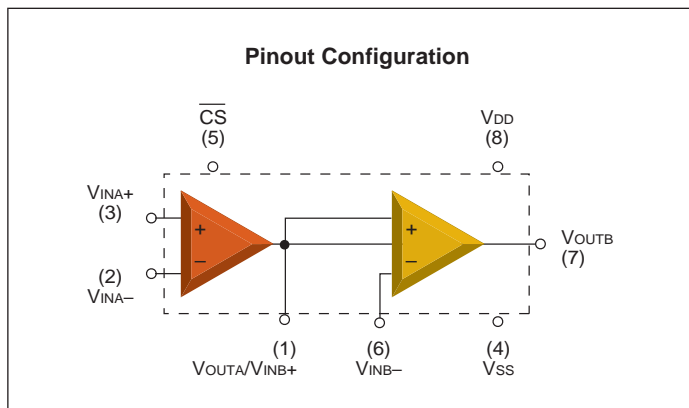 Pinout Configuration
CS
(5)
VDD
(8)
VINA+
(3)
(2)
VINA–
+
–
+
–
VOUTB
(7)
(1)
VOUTA/VINB+
(6)
VINB–
(4)
VSS